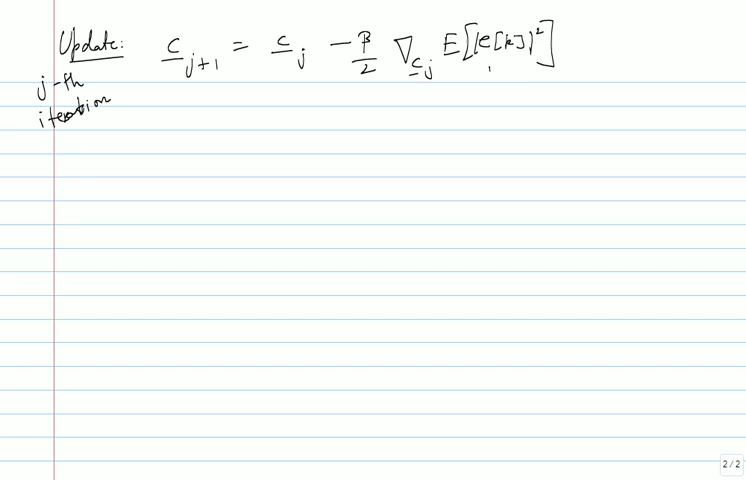 Update: c_{j+1} = c_j - β/2 ∇_{c_j} E[|e[k]|²]
j-th
iteration
2/2